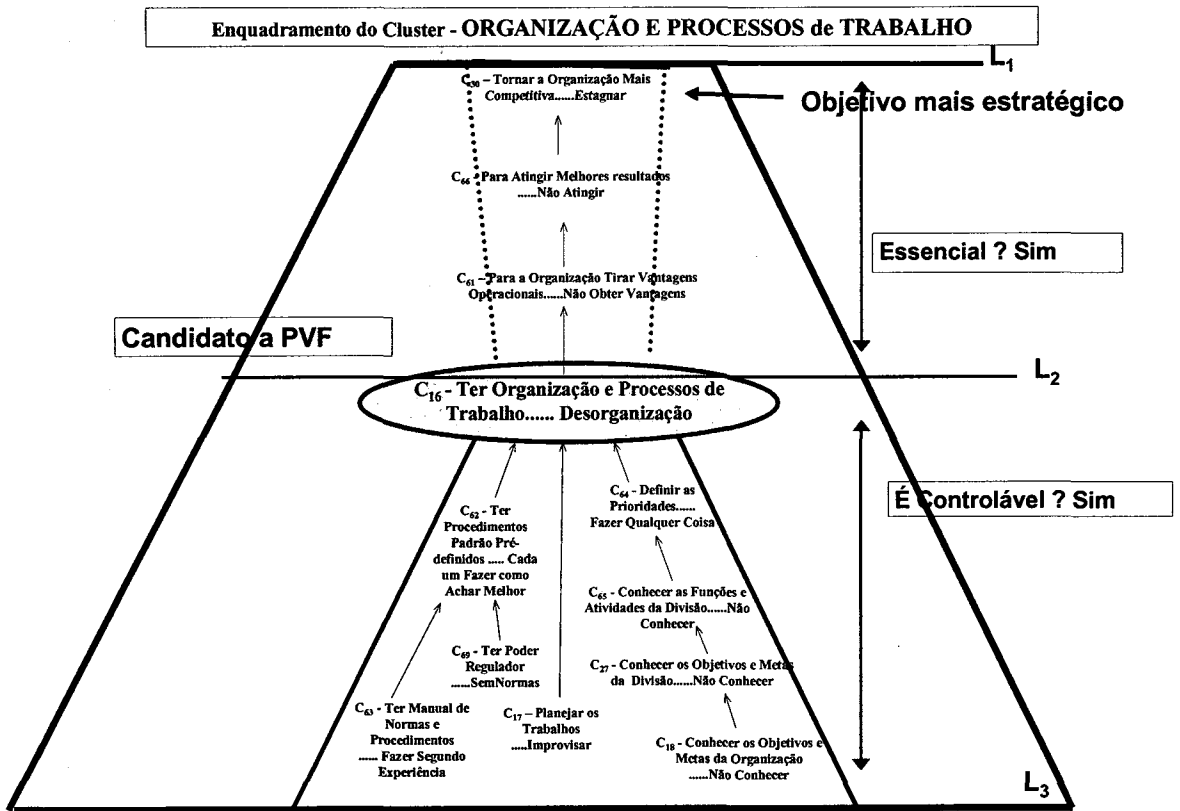 Enquadramento do Cluster - ORGANIZAÇÃO E PROCESSOS de TRABALHO
L1
C30 – Tornar a Organização Mais
Competitiva......Estagnar
Objetivo mais estratégico
C66 - Para Atingir Melhores resultados
......Não Atingir
Essencial ? Sim
C61 – Para a Organização Tirar Vantagens
Operacionais......Não Obter Vantagens
Candidato a PVF
L2
C16 - Ter Organização e Processos de
Trabalho...... Desorganização
É Controlável ? Sim
C62 - Ter
Procedimentos
Padrão Pré-
definidos ..... Cada
um Fazer como
Achar Melhor
C64 - Definir as
Prioridades......
Fazer Qualquer Coisa
C65 - Conhecer as Funções e
Atividades da Divisão......Não
Conhecer
C69 - Ter Poder
Regulador
......SemNormas
C27 - Conhecer os Objetivos e Metas
da Divisão......Não Conhecer
C63 - Ter Manual de
Normas e
Procedimentos
...... Fazer Segundo
Experiência
C17 – Planejar os
Trabalhos
.....Improvisar
C18 - Conhecer os Objetivos e
Metas da Organização
......Não Conhecer
L3